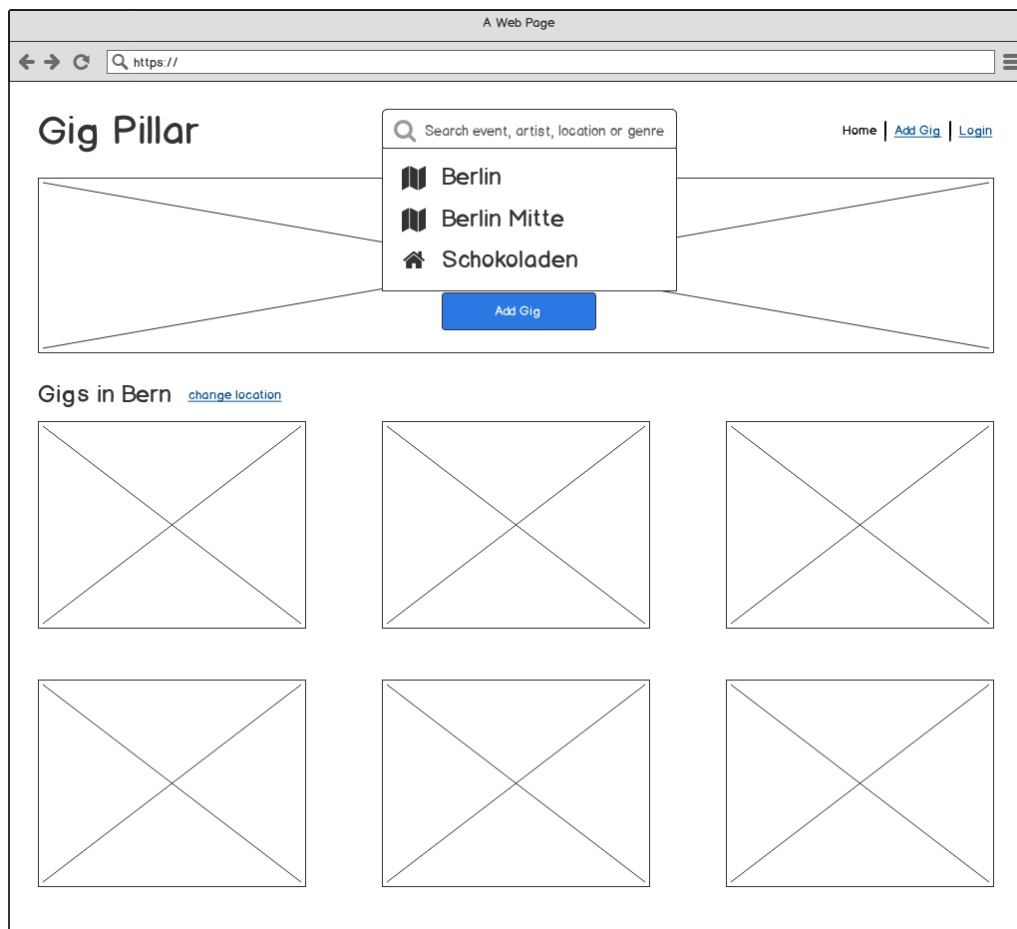 A Web Page
https://
Gig Pillar
Search event, artist, location or genre
Home
Add Gig
Login
Berlin
Berlin Mitte
Schokoladen
Add Gig
Gigs in Bern
change location